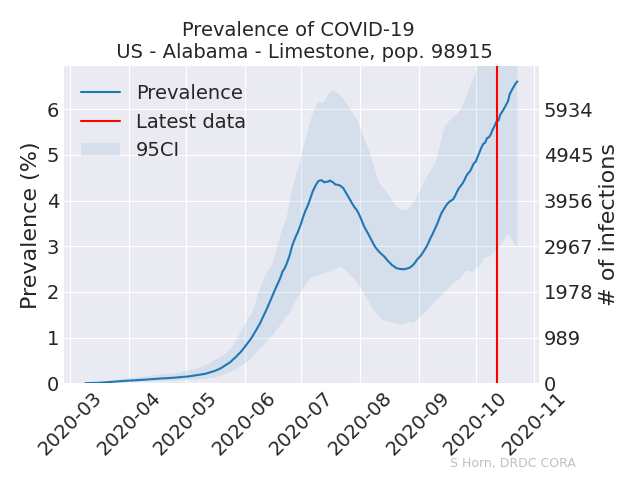 Prevalence of COVID-19
US - Alabama - Limestone, pop. 98915
Prevalence
Latest data
95CI
Prevalence (%)
6
5
4
3
2
1
0
5934
4945
3956
2967
1978
989
0
# of infections
2020-03
2020-04
2020-05
2020-06
2020-07
2020-08
2020-09
2020-10
2020-11
S Horn, DRDC CORA